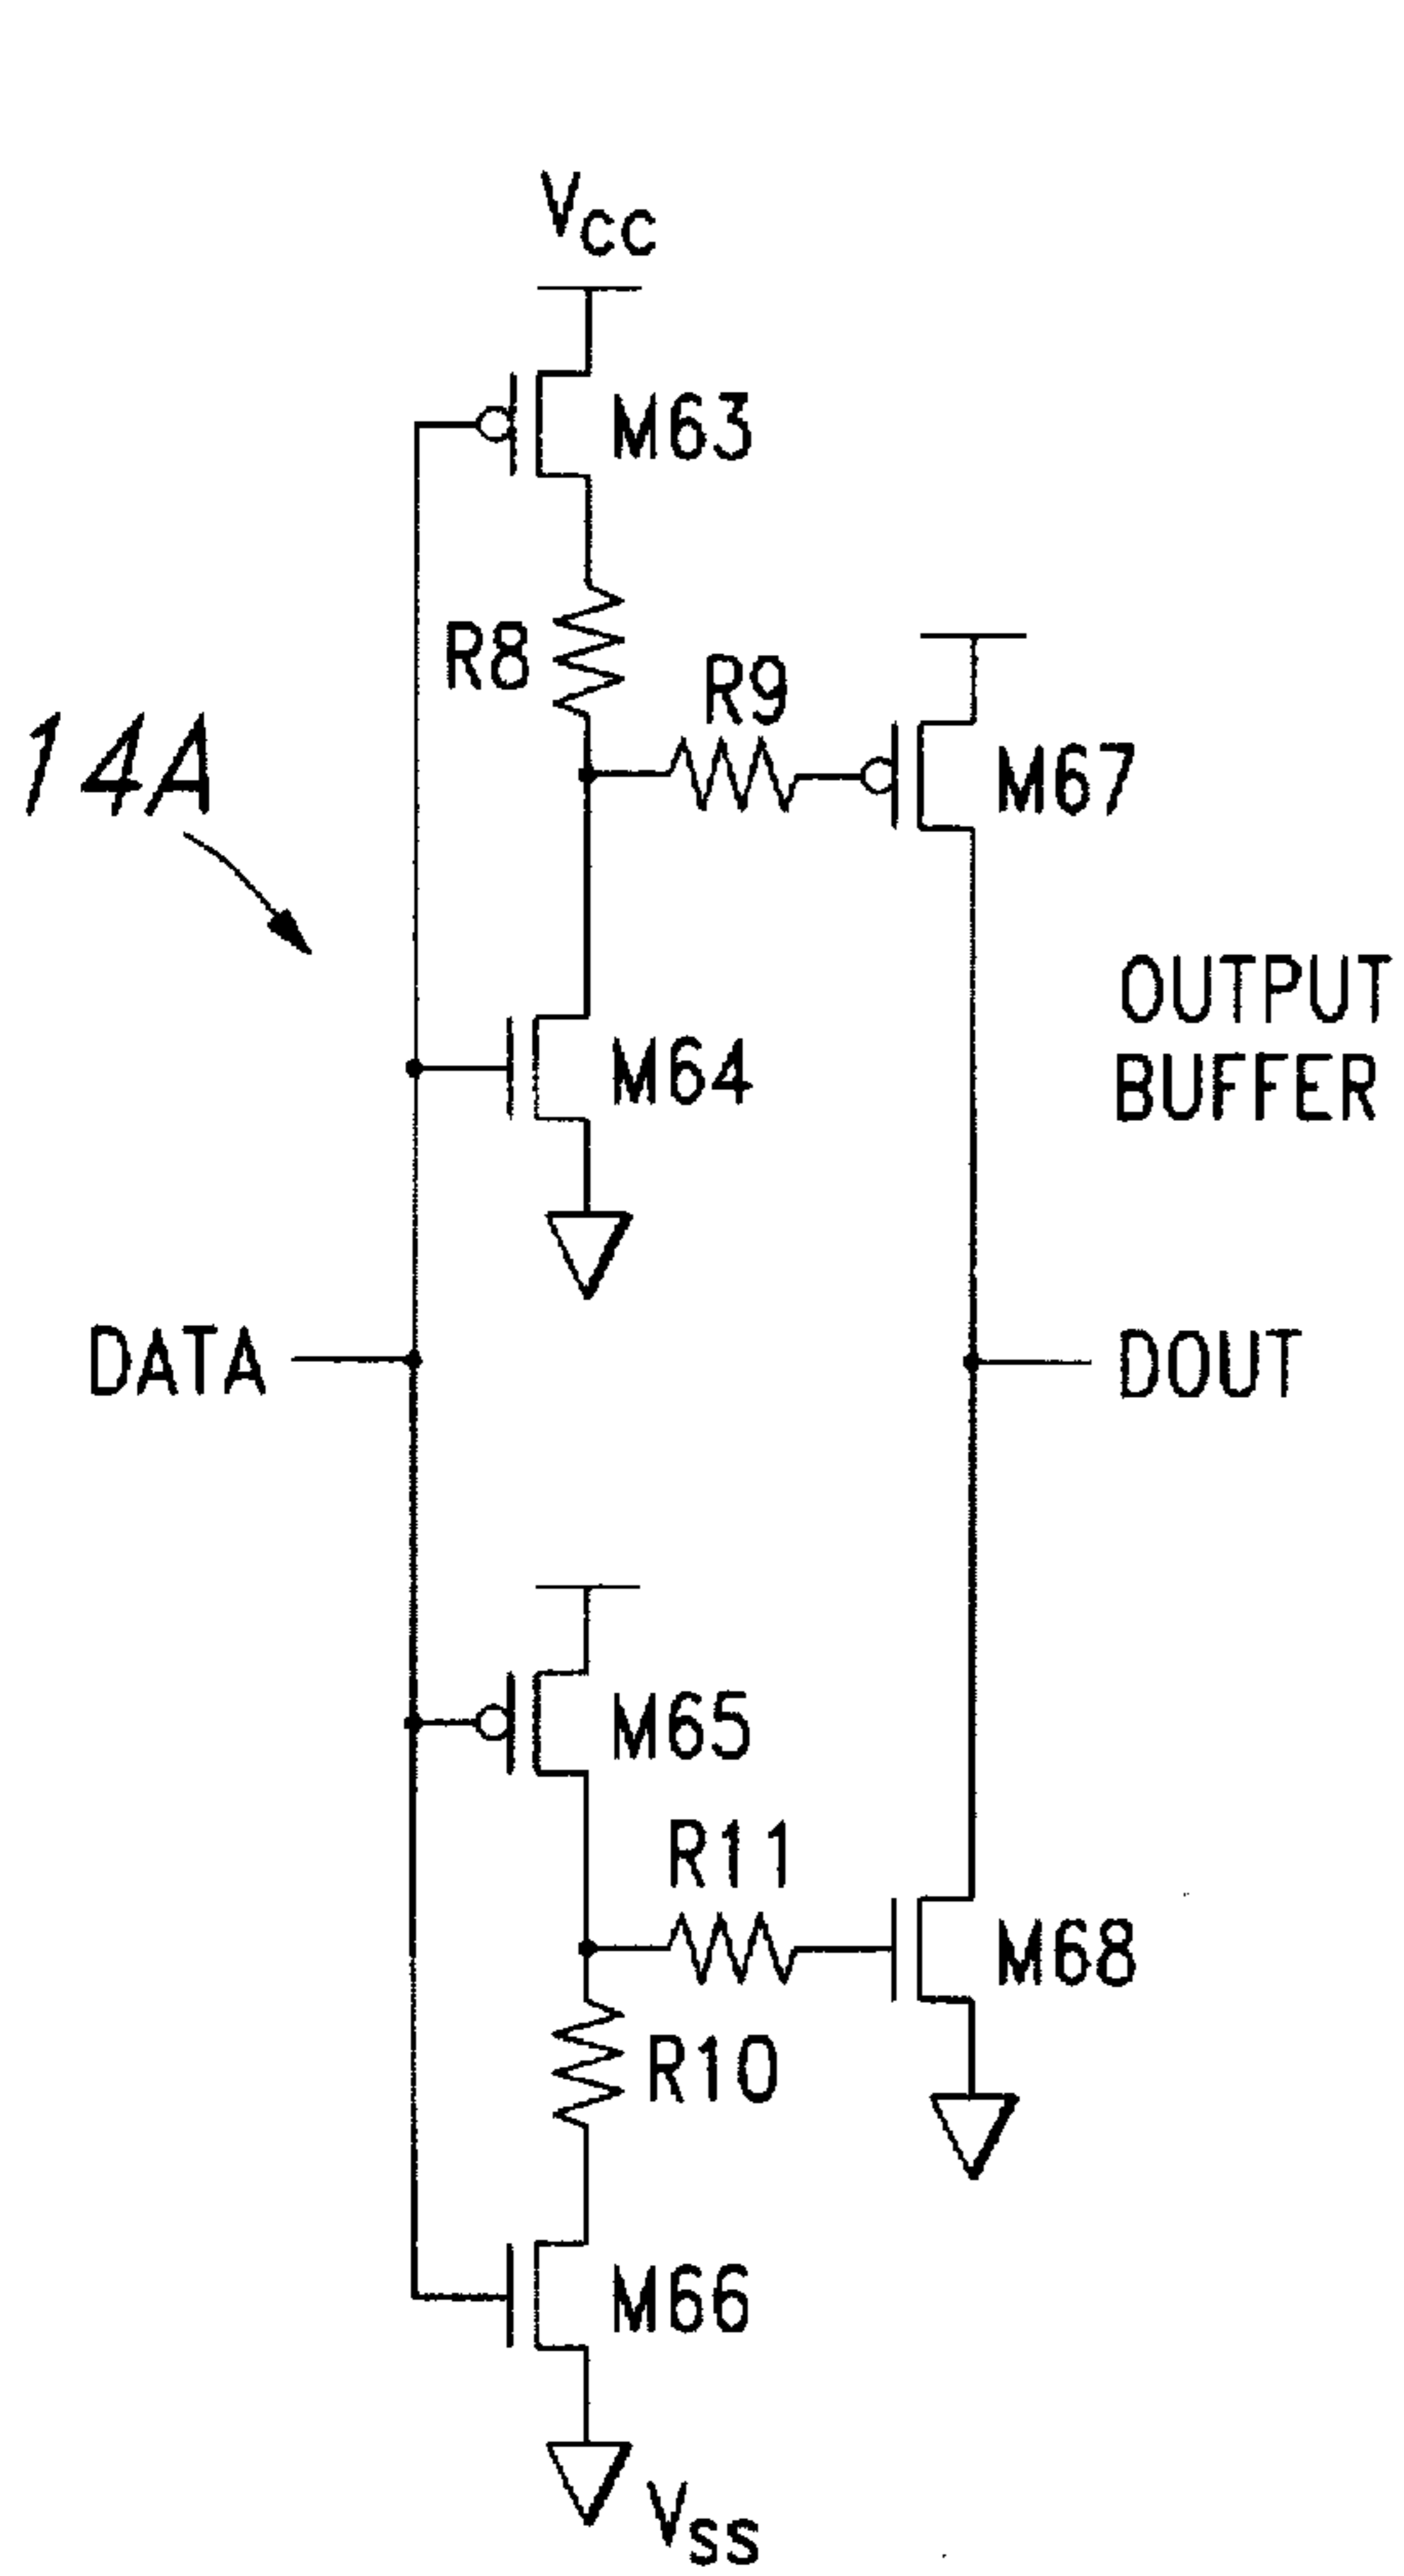 VCC
M63
R8
R9
14A
M67
OUTPUT
BUFFER
M64
DATA
DOUT
M65
R11
M68
R10
M66
VSS